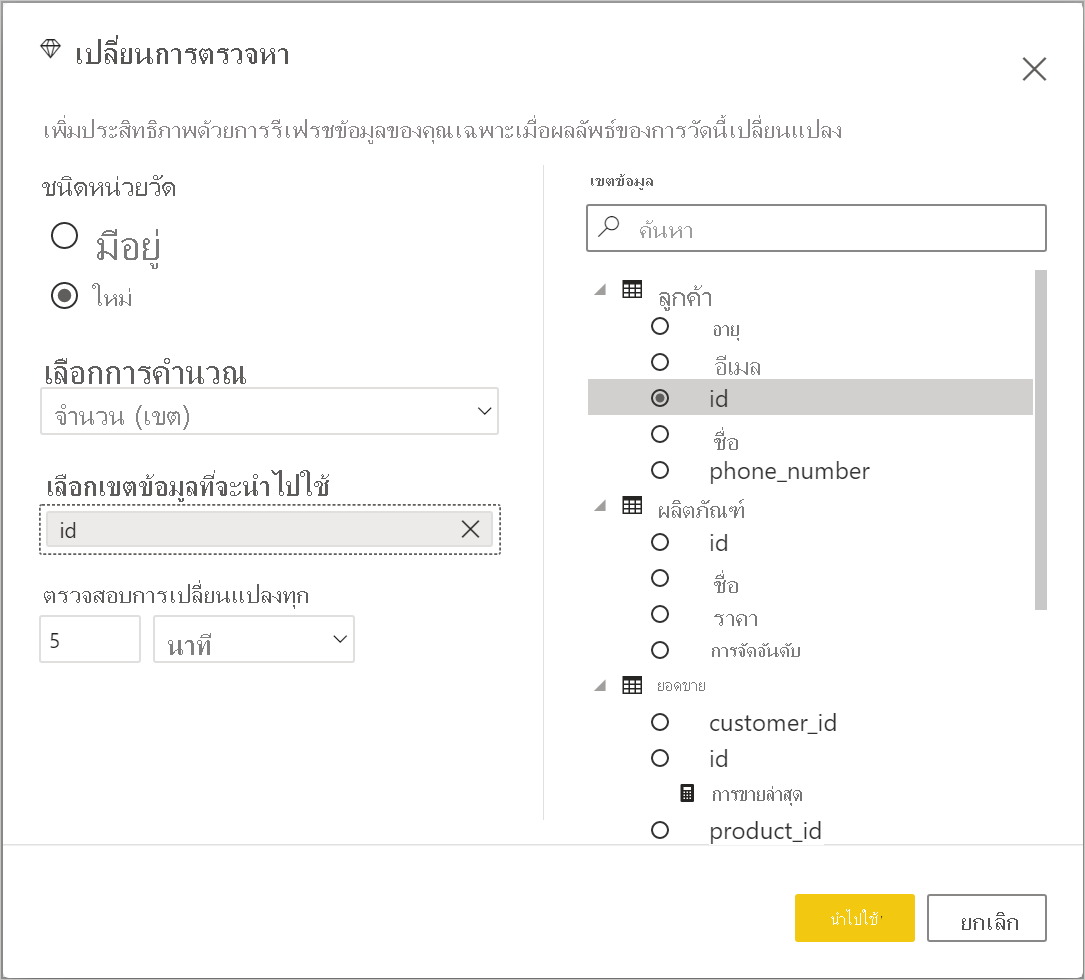 เปลี่ยนการตรวจหา
เพิ่มประสิทธิภาพด้วยการรีเฟรชข้อมูลของคุณเฉพาะเมื่อผลลัพธ์ของการวัดนี้เปลี่ยนแปลง
ชนิดหน่วยวัด
มีอยู่
ใหม่
เลือกการคำนวณ
จำนวน (เขต)
เลือกเขตข้อมูลที่จะนำไปใช้
id
ตรวจสอบการเปลี่ยนแปลงทุก
5 นาที
เขตข้อมูล
ค้นหา
ลูกค้า
อายุ
อีเมล
id
ชื่อ
phone_number
ผลิตภัณฑ์
id
ชื่อ
ราคา
การจัดอันดับ
ยอดขาย
customer_id
id
การขายล่าสุด
product_id
นำไปใช้ ยกเลิก